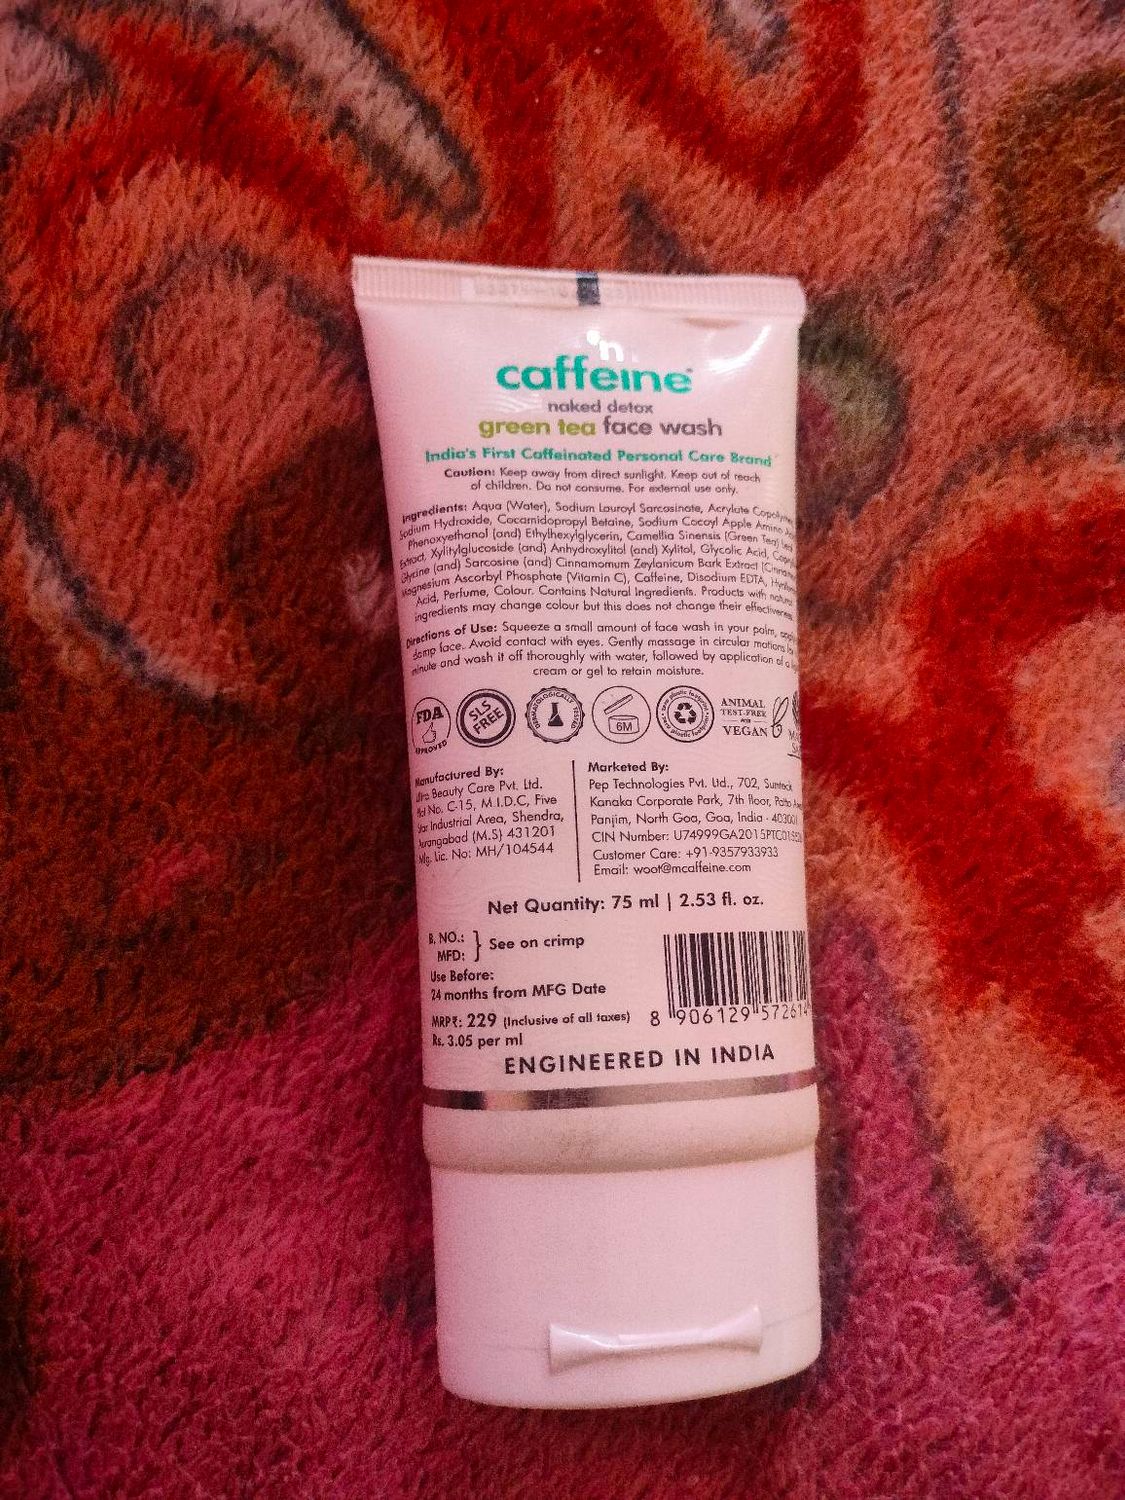 m
caffeine
naked detox
green tea face wash
India's First Caffeinated Personal Care Brand
Caution: Keep away from direct sunlight. Keep out of reach
of children. Do not consume. For external use only.
Ingredients: Aqua (Water), Sodium Lauroyl Sarcosinate, Acrylate
Sodium Hydroxide, Cocamidopropyl Betaine, Sodium Cocoyl Apple Amino
Phenoxyethanol (and) Ethylhexylglycerin, Camellia Sinensis (Green Tea)
Extract, Xylitylglucoside (and) Anhydroxylitol (and) Xylitol, Glycolic Acid,
Glycine (and) Sarcosine (and) Cinnamomum Zeylanicum Bark Extract
Magnesium Ascorbyl Phosphate (Vitamin C), Caffeine, Disodium EDTA,
Acid, Perfume, Colour. Contains Natural Ingredients. Products with natural
ingredients may change colour but this does not change their effectiveness
Directions of Use: Squeeze a small amount of face wash in your palm,
damp face. Avoid contact with eyes. Gently massage in circular motions
minute and wash it off thoroughly with water, followed by application of a
cream or gel to retain moisture.
FDA APPROVED
SLS FREE
DERMATOLOGICALLY TESTED
6M
ANIMAL
TEST-FREE
VEGAN
Manufactured By:
Beauty Care Pvt. Ltd.
No. C-15, M.I.D.C, Five
Industrial Area, Shendra,
(M.S) 431201
Mfg. Lic. No: MH/104544
Marketed By:
Pep Technologies Pvt. Ltd., 702, Sumteck
Kanaka Corporate Park, 7th floor, Patto
Panjim, North Goa, Goa, India -
CIN Number:
Customer Care: +91-9357933933
Email: woot@mcaffeine.com
Net Quantity: 75 ml | 2.53 fl. oz.
B. NO.: } See on crimp
MFD:
Use Before:
24 months from MFG Date
MRP₹: 229 (Inclusive of all taxes)
Rs. 3.05 per ml
8 906129 572614
ENGINEERED IN INDIA